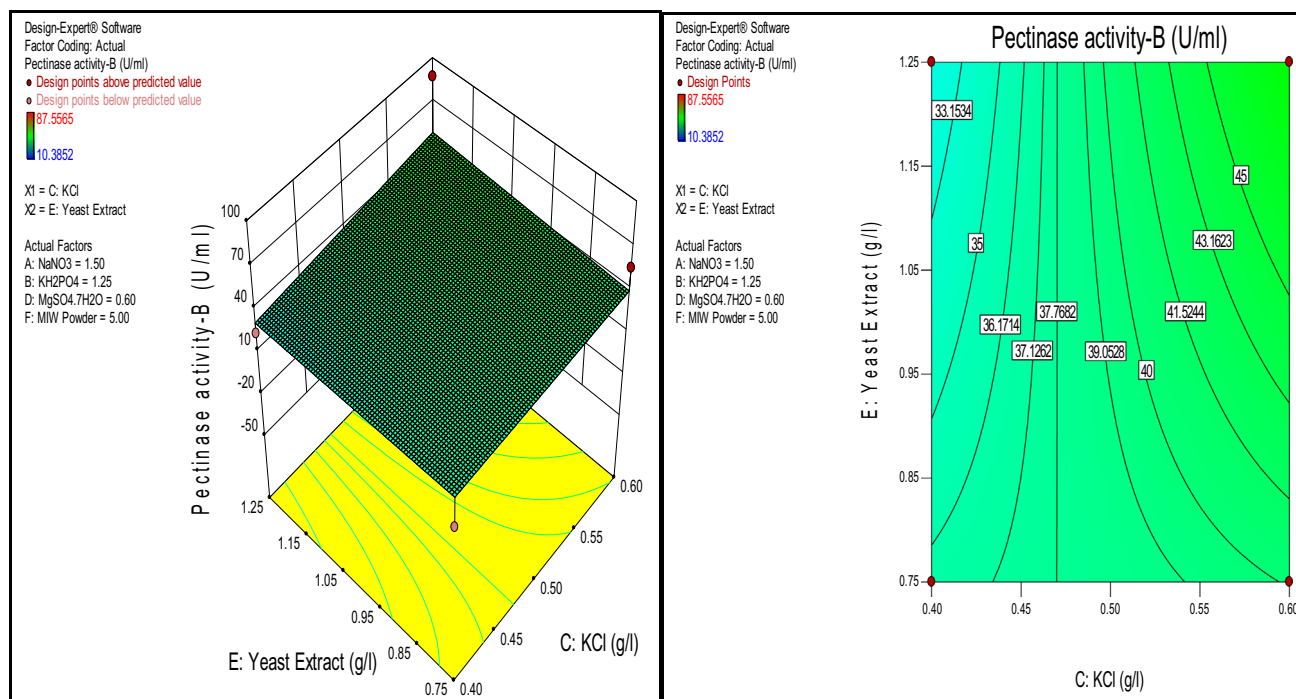 Design-Expert® Software
Factor Coding: Actual
Pectinase activity-B (U/ml)
Design points above predicted value
Design points below predicted value
87.5565
10.3852
X1 = C: KCl
X2 = E: Yeast Extract
Actual Factors
A: NaNO3 = 1.50
B: KH2PO4 = 1.25
D: MgSO4.7H2O = 0.60
F: MIW Powder = 5.00
Pectinase activity-B (U/ml)
100
70
40
10
-20
-50
1.25
1.15
1.05
0.95
0.85
0.75
E: Yeast Extract (g/l)
0.40
0.45
0.50
0.55
0.60
C: KCl (g/l)
Design-Expert® Software
Factor Coding: Actual
Pectinase activity-B (U/ml)
Design Points
87.5565
10.3852
X1 = C: KCl
X2 = E: Yeast Extract
Actual Factors
A: NaNO3 = 1.50
B: KH2PO4 = 1.25
D: MgSO4.7H2O = 0.60
F: MIW Powder = 5.00
Pectinase activity-B (U/ml)
E: Yeast Extract (g/l)
1.25
1.15
1.05
0.95
0.85
0.75
33.1534
35
36.1714
37.1262
37.7682
39.0528
40
41.5244
43.1623
45
0.40
0.45
0.50
0.55
0.60
C: KCl (g/l)